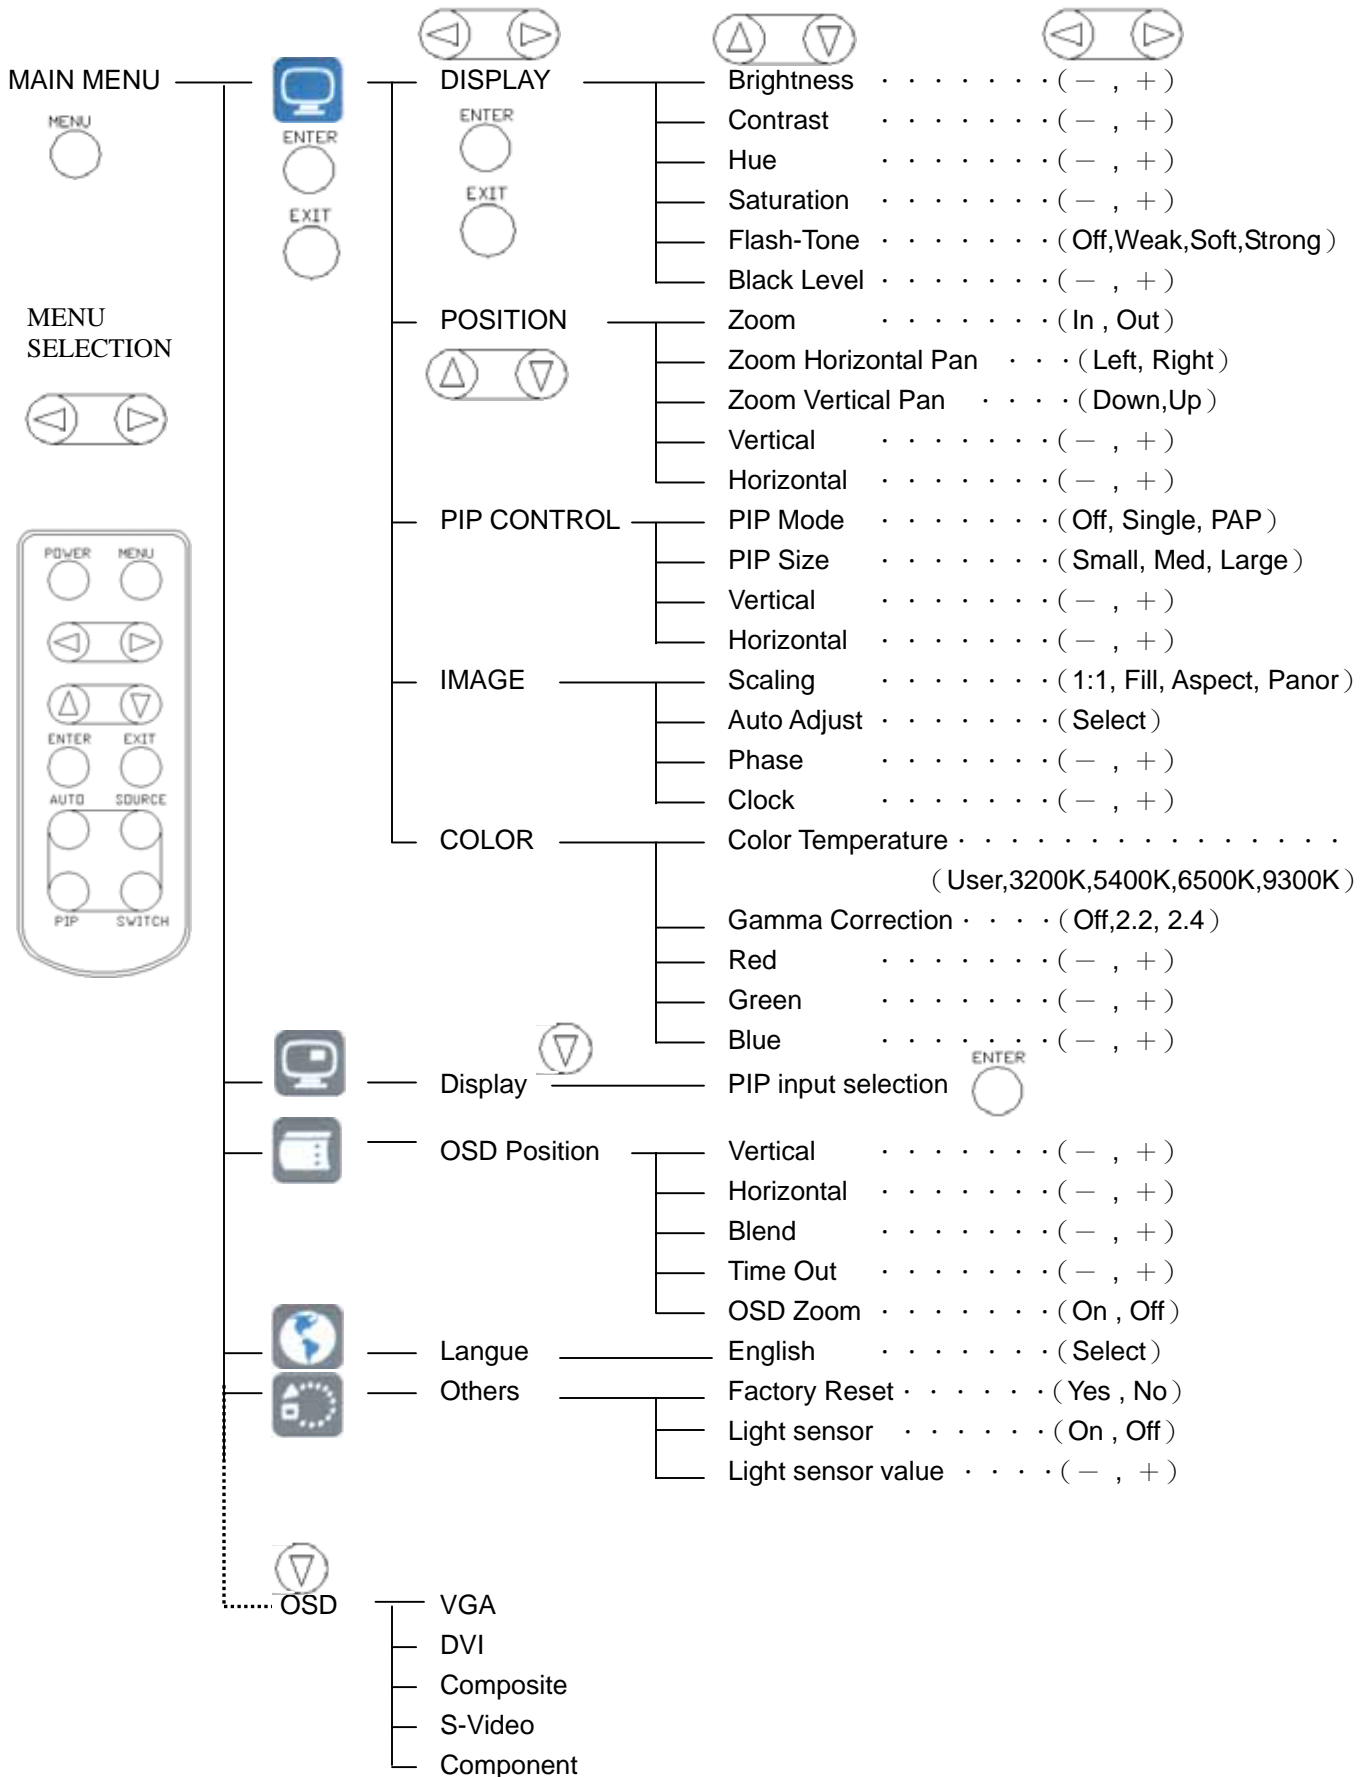 MAIN MENU DISPLAY Brightness ·······(－ , ＋)
MENU ENTER ENTER Contrast ·······(－ , ＋)
Hue ·······(－ , ＋)
EXIT EXIT Saturation ·······(－ , ＋)
Flash-Tone ·······(Off,Weak,Soft,Strong)
Black Level ·······(－ , ＋)
MENU
SELECTION
POSITION Zoom ·······(In , Out)
Zoom Horizontal Pan ···(Left, Right)
Zoom Vertical Pan ····(Down,Up)
Vertical ·······(－ , ＋)
Horizontal ·······(－ , ＋)
PIP CONTROL PIP Mode ·······(Off, Single, PAP)
PIP Size ·······(Small, Med, Large)
Vertical ·······(－ , ＋)
Horizontal ·······(－ , ＋)
POWER MENU
ENTER EXIT
AUTO SOURCE
PIP SWITCH
IMAGE Scaling ·······(1:1, Fill, Aspect, Panor)
Auto Adjust ·······(Select)
Phase ·······(－ , ＋)
Clock ·······(－ , ＋)
COLOR Color Temperature ···············
(User,3200K,5400K,6500K,9300K)
Gamma Correction ····(Off,2.2, 2.4)
Red ·······(－ , ＋)
Green ·······(－ , ＋)
Blue ·······(－ , ＋)
Display PIP input selection ENTER
OSD Position Vertical ·······(－ , ＋)
Horizontal ·······(－ , ＋)
Blend ·······(－ , ＋)
Time Out ·······(－ , ＋)
OSD Zoom ·······(On , Off)
Langue English ·······(Select)
Others Factory Reset ······(Yes , No)
Light sensor ······(On , Off)
Light sensor value ····(－ , ＋)
OSD VGA
DVI
Composite
S-Video
Component